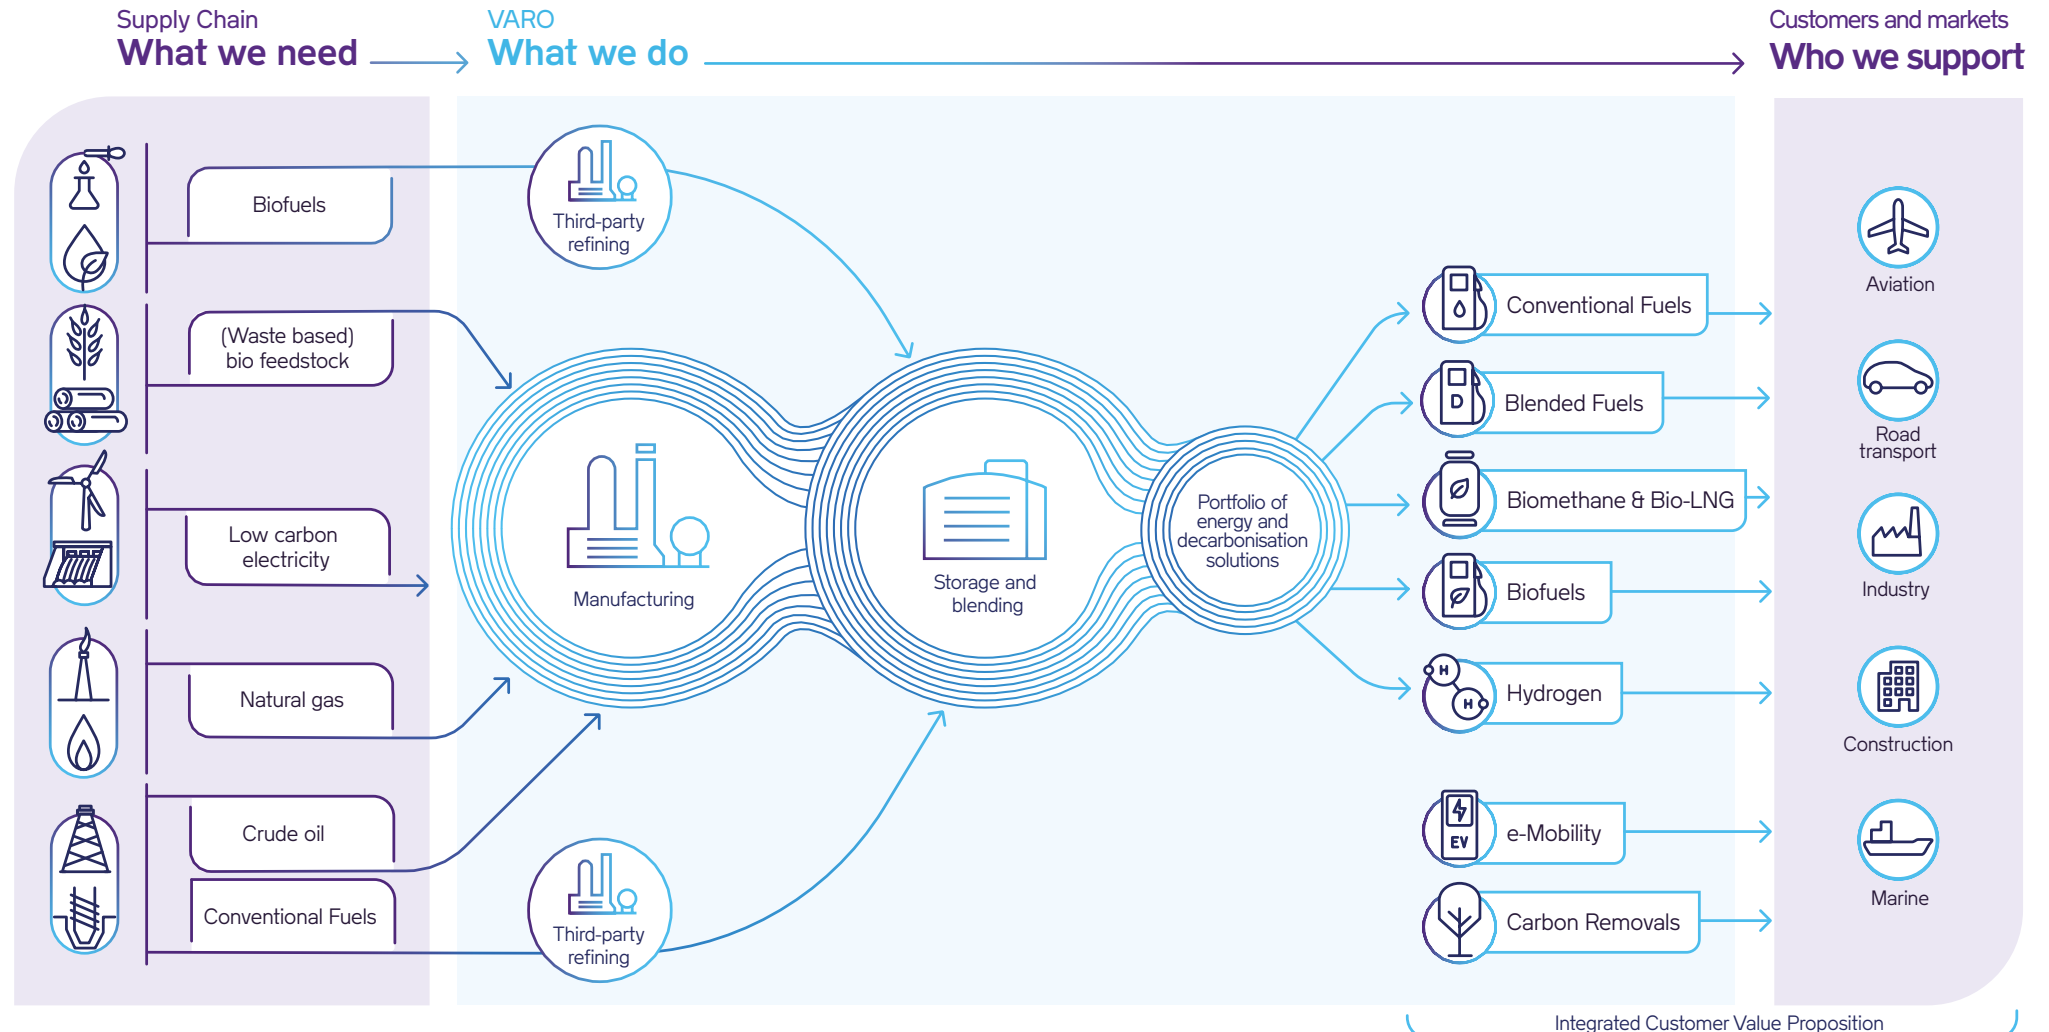 Supply Chain
What we need
VARO
What we do
Customers and markets
Who we support
Biofuels
(Waste based)
bio feedstock
Low carbon
electricity
Natural gas
Crude oil
Conventional Fuels
Third-party
refining
Manufacturing
Storage and
blending
Third-party
refining
Portfolio of
energy and
decarbonisation
solutions
Conventional Fuels
D
Blended Fuels
Biomethane & Bio-LNG
Biofuels
H
H
Hydrogen
EV
e-Mobility
Carbon Removals
Aviation
Road
transport
Industry
Construction
Marine
Integrated Customer Value Proposition